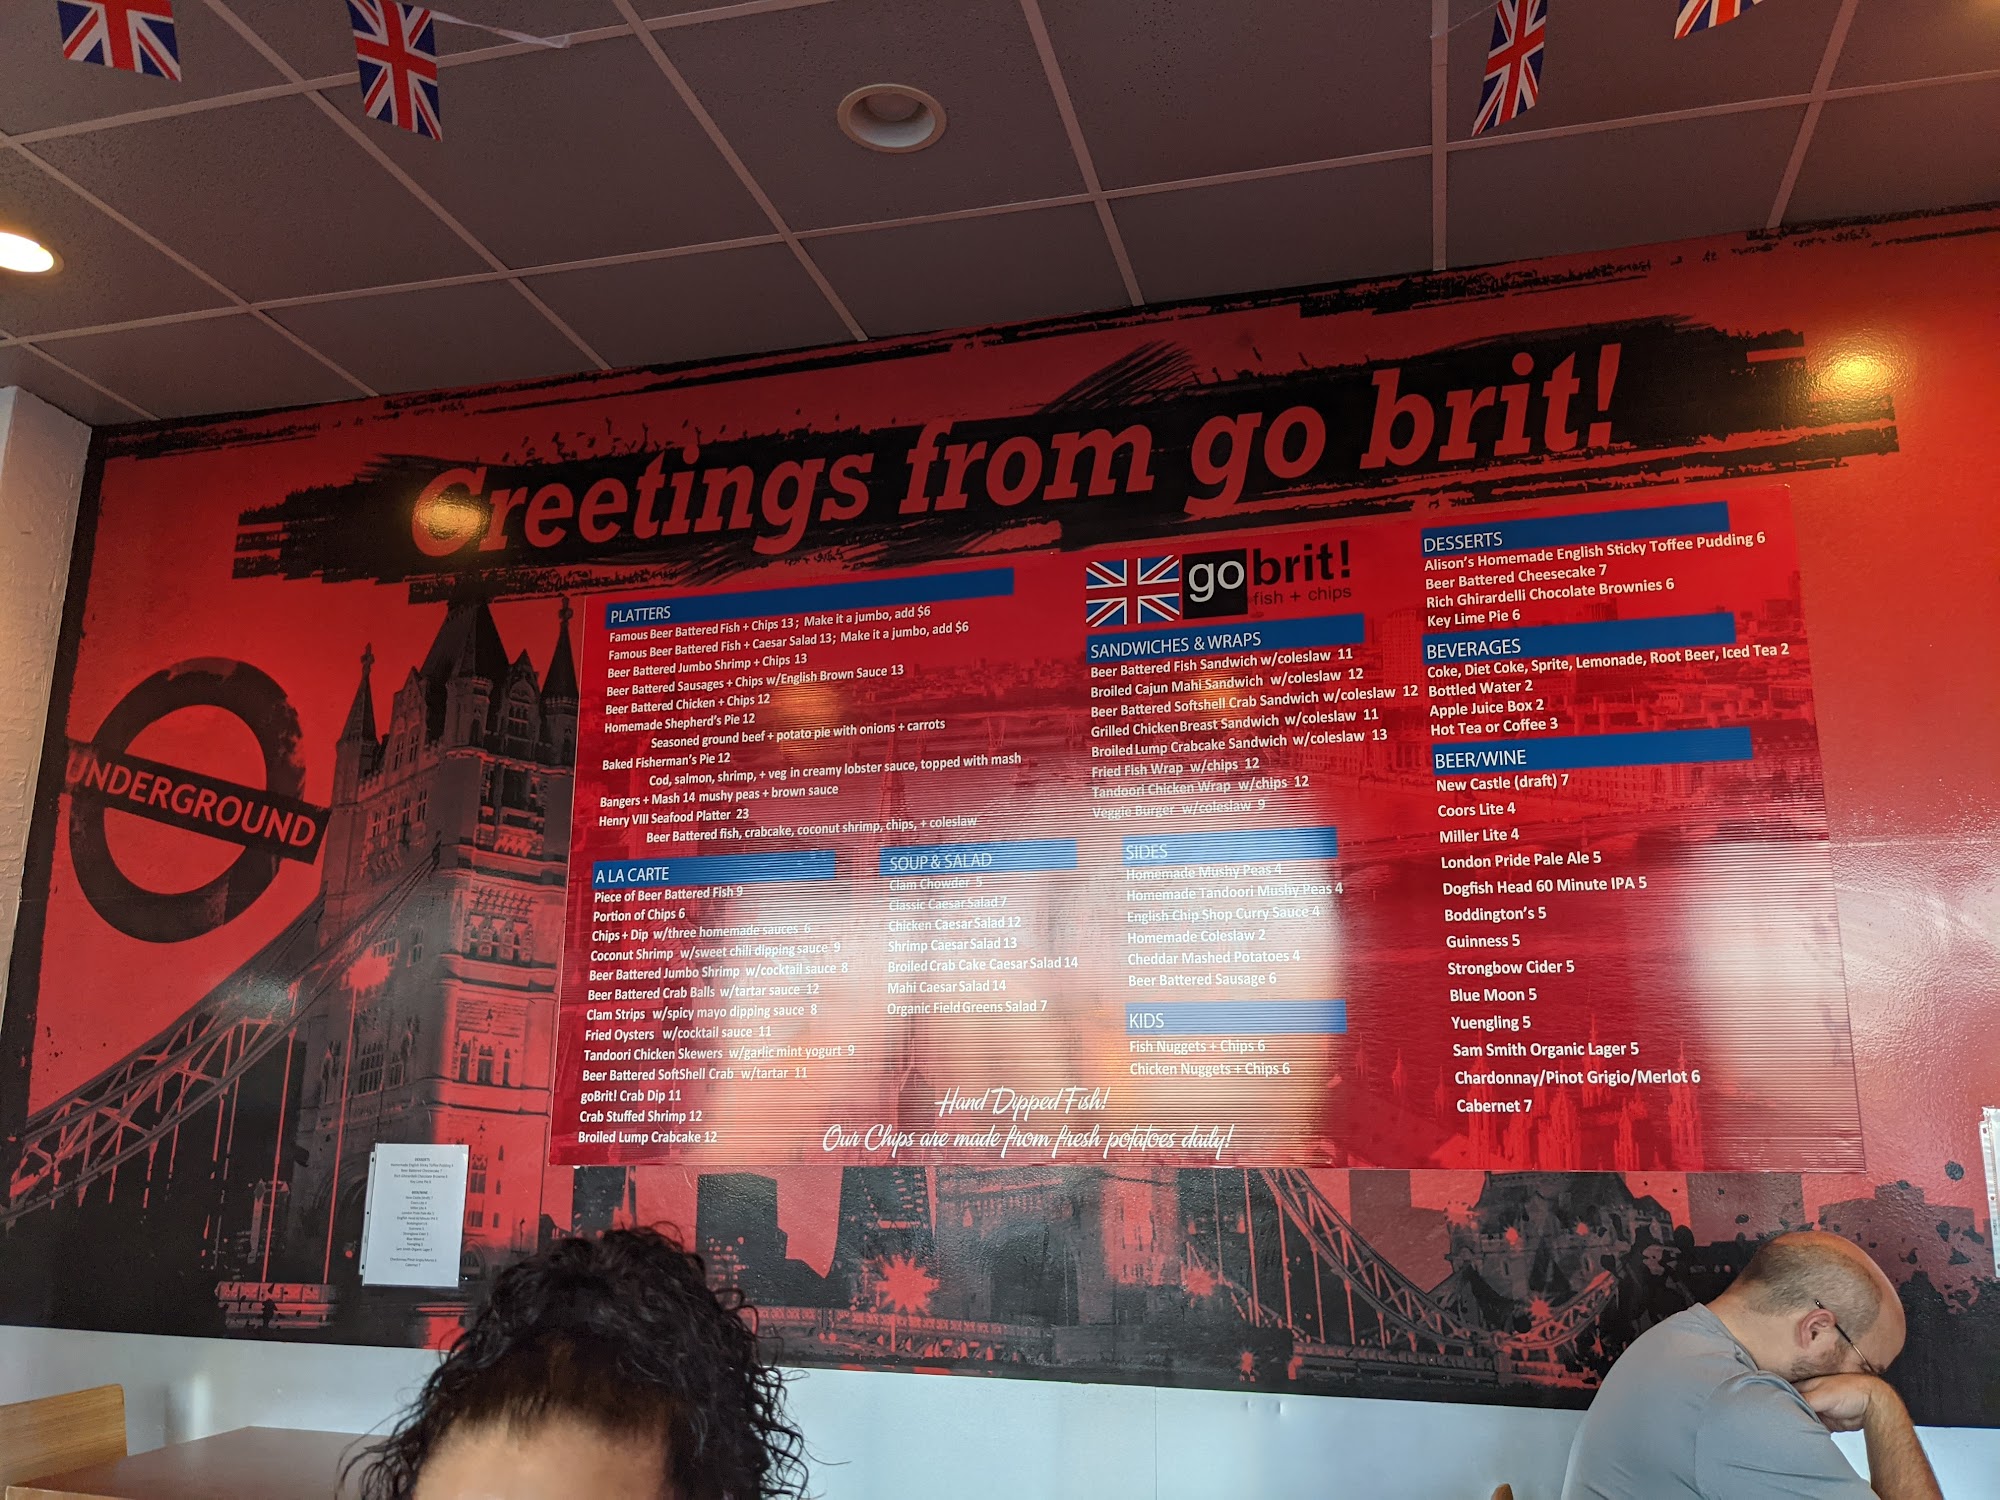 Greetings from go brit!
UNDERGROUND
PLATTERS
Famous Beer Battered Fish + Chips 13; Make it a jumbo, add $6
Famous Beer Battered Fish + Caesar Salad 13; Make it a jumbo, add $6
Beer Battered Jumbo Shrimp + Chips 13
Beer Battered Sausages + Chips w/English Brown Sauce 13
Beer Battered Chicken + Chips 12
Homemade Shepherd's Pie 12
Seasoned ground beef + potato pie with onions + carrots
Baked Fisherman's Pie 12
Cod, salmon, shrimp, + veg in creamy lobster sauce, topped with mash
Bangers + Mash 14 mushy peas + brown sauce
Henry VIII Seafood Platter 23
Beer Battered fish, crabcake, coconut shrimp, chips, + coleslaw
A LA CARTE
Piece of Beer Battered Fish 9
Portion of Chips 6
Chips + Dip w/three homemade sauces 6
Coconut Shrimp w/sweet chili dipping sauce 9
Beer Battered Jumbo Shrimp w/cocktail sauce 8
Beer Battered Crab Balls w/tartar sauce 12
Clam Strips w/spicy mayo dipping sauce 8
Fried Oysters w/cocktail sauce 11
Tandoori Chicken Skewers w/garlic mint yogurt 9
Beer Battered SoftShell Crab w/tartar 11
goBrit! Crab Dip 11
Crab Stuffed Shrimp 12
Broiled Lump Crabcake 12
SOUP & SALAD
Clam Chowder 5
Classic Caesar Salad 7
Chicken Caesar Salad 12
Shrimp Caesar Salad 13
Broiled Crab Cake Caesar Salad 14
Mahi Caesar Salad 14
Organic Field Greens Salad 7
go brit!
fish + chips
SANDWICHES & WRAPS
Beer Battered Fish Sandwich w/coleslaw 11
Broiled Cajun Mahi Sandwich w/coleslaw 12
Beer Battered Softshell Crab Sandwich w/coleslaw 12
Grilled Chicken Breast Sandwich w/coleslaw 11
Broiled Lump Crabcake Sandwich w/coleslaw 13
Fried Fish Wrap w/chips 12
Tandoori Chicken Wrap w/chips 12
Veggie Burger w/coleslaw 9
SIDES
Homemade Mushy Peas 4
Homemade Tandoori Mushy Peas 4
English Chip Shop Curry Sauce 4
Homemade Coleslaw 2
Cheddar Mashed Potatoes 4
Beer Battered Sausage 6
KIDS
Fish Nuggets + Chips 6
Chicken Nuggets + Chips 6
Hand Dipped Fish!
Our Chips are made from fresh potatoes daily!
DESSERTS
Alison's Homemade English Sticky Toffee Pudding 6
Beer Battered Cheesecake 7
Rich Ghirardelli Chocolate Brownies 6
Key Lime Pie 6
BEVERAGES
Coke, Diet Coke, Sprite, Lemonade, Root Beer, Iced Tea 2
Bottled Water 2
Apple Juice Box 2
Hot Tea or Coffee 3
BEER/WINE
New Castle (draft) 7
Coors Lite 4
Miller Lite 4
London Pride Pale Ale 5
Dogfish Head 60 Minute IPA 5
Boddington's 5
Guinness 5
Strongbow Cider 5
Blue Moon 5
Yuengling 5
Sam Smith Organic Lager 5
Chardonnay/Pinot Grigio/Merlot 6
Cabernet 7